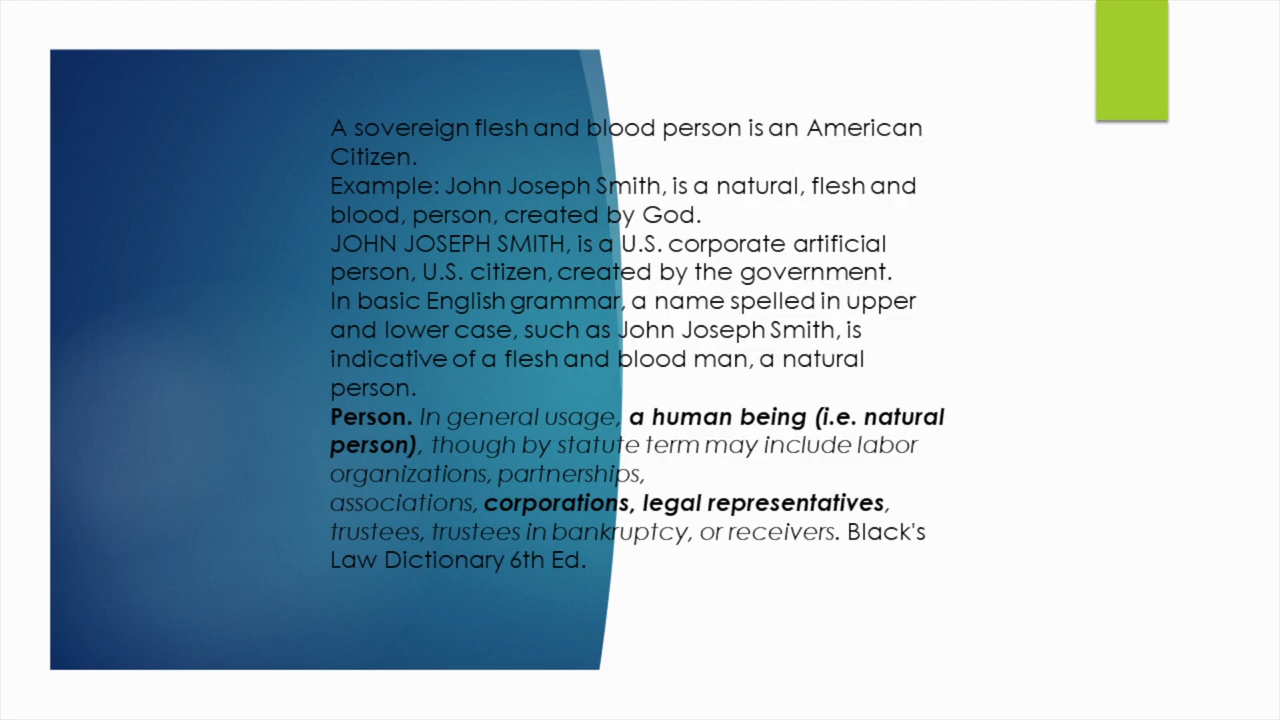 A sovereign flesh and blood person is an American
Citizen.
Example: John Joseph Smith, is a natural, flesh and
blood, person, created by God.
JOHN JOSEPH SMITH, is a U.S. corporate artificial
person, U.S. citizen, created by the government.
In basic English grammar, a name spelled in upper
and lower case, such as John Joseph Smith, is
indicative of a flesh and blood man, a natural
person.
Person. In general usage, a human being (i.e. natural
person), though by statute term may include labor
organizations, partnerships,
associations, corporations, legal representatives,
trustees, trustees in bankruptcy, or receivers. Black's
Law Dictionary 6th Ed.